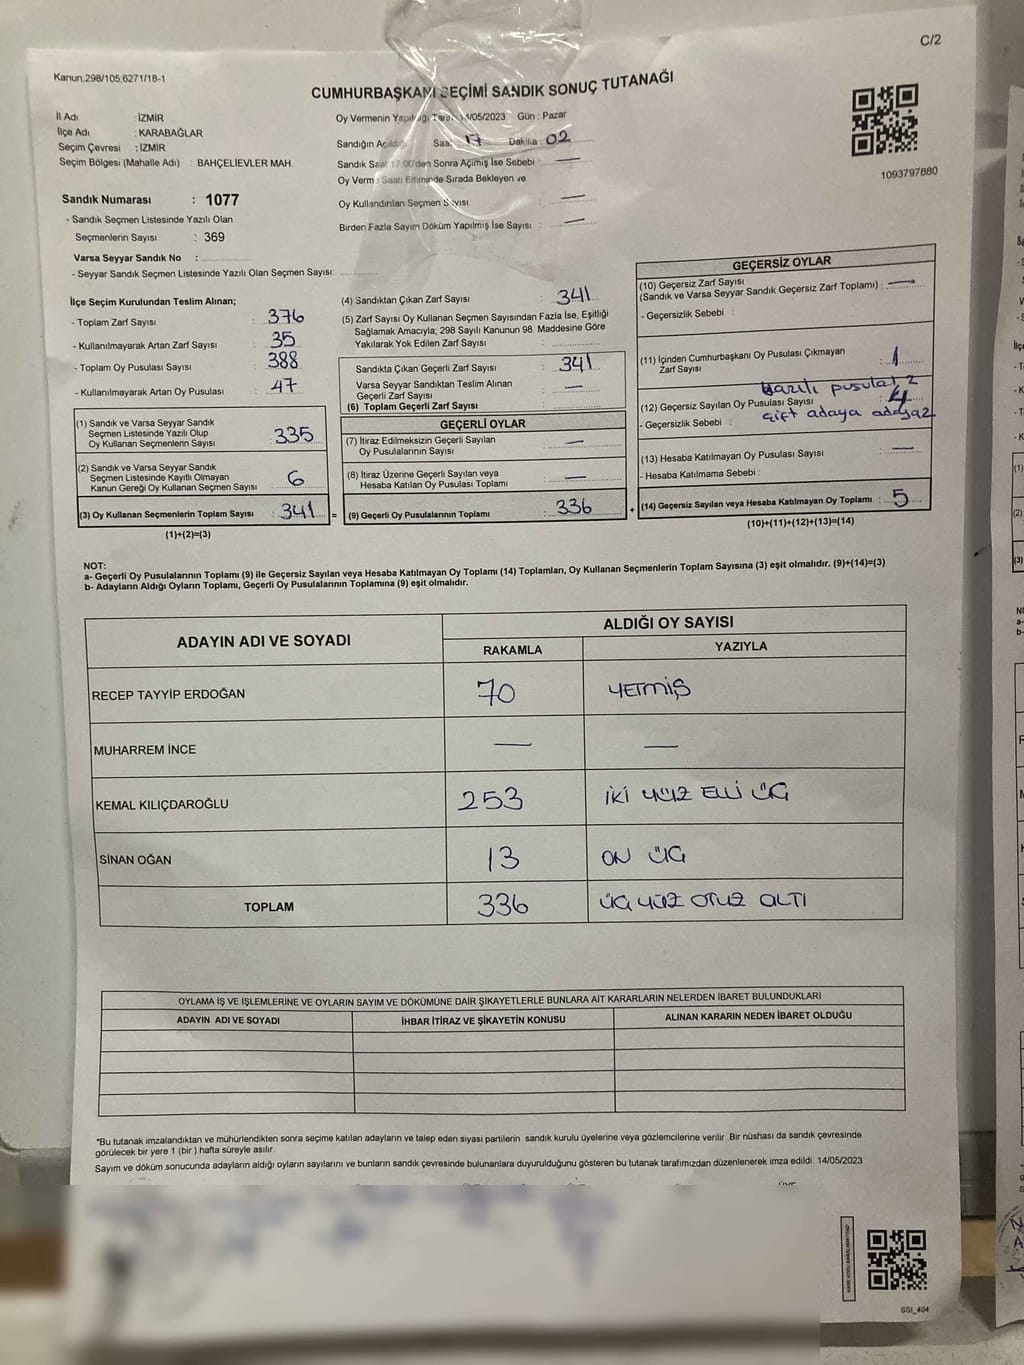 C/2
Kanun,298/105,6271/18-1
CUMHURBAŞKANI SEÇİMİ SANDIK SONUÇ TUTANAĞI
İl Adı : İZMİR
İlçe Adı : KARABAĞLAR
Seçim Çevresi : İZMİR
Seçim Bölgesi (Mahalle Adı) : BAHÇELİEVLER MAH.
Sandık Numarası : 1077
- Sandık Seçmen Listesinde Yazılı Olan
Seçmenlerin Sayısı : 369
Varsa Seyyar Sandık No :
- Seyyar Sandık Seçmen Listesinde Yazılı Olan Seçmen Sayısı:
Oy Vermenin Yapıldığı Tarih: 14/05/2023 Gün : Pazar
Sandığın Açıldığı Saat 17 Dakika : 02
Sandık Saat 17:00'den Sonra Açılmış İse Sebebi : —
Oy Verme Saati Bitiminde Sırada Bekleyen ve
Oy Kullandırılan Seçmen Sayısı : —
Birden Fazla Sayım Döküm Yapılmış İse Sayısı : —
1093797880
İlçe Seçim Kurulundan Teslim Alınan;
- Toplam Zarf Sayısı : 376
- Kullanılmayarak Artan Zarf Sayısı : 35
- Toplam Oy Pusulası Sayısı : 388
- Kullanılmayarak Artan Oy Pusulası : 47
(1) Sandık ve Varsa Seyyar Sandık
Seçmen Listesinde Yazılı Olup
Oy Kullanan Seçmenlerin Sayısı : 335
(2) Sandık ve Varsa Seyyar Sandık
Seçmen Listesinde Kayıtlı Olmayan
Kanun Gereği Oy Kullanan Seçmen Sayısı : 6
(3) Oy Kullanan Seçmenlerin Toplam Sayısı : 341 =
(1)+(2)=(3)
(4) Sandıktan Çıkan Zarf Sayısı : 341
(5) Zarf Sayısı Oy Kullanan Seçmen Sayısından Fazla İse, Eşitliği
Sağlamak Amacıyla; 298 Sayılı Kanunun 98. Maddesine Göre
Yakılarak Yok Edilen Zarf Sayısı :
Sandıkta Çıkan Geçerli Zarf Sayısı : 341
Varsa Seyyar Sandıktan Teslim Alınan
Geçerli Zarf Sayısı : —
(6) Toplam Geçerli Zarf Sayısı :
GEÇERLİ OYLAR
(7) İtiraz Edilmeksizin Geçerli Sayılan
Oy Pusulasının Sayısı : —
(8) İtiraz Üzerine Geçerli Sayılan veya
Hesaba Katılan Oy Pusulası Toplamı : —
(9) Geçerli Oy Pusulalarının Toplamı : 336 +
GEÇERSİZ OYLAR
(10) Geçersiz Zarf Sayısı
(Sandık ve Varsa Seyyar Sandık Geçersiz Zarf Toplamı) : —
- Geçersizlik Sebebi :
(11) İçinden Cumhurbaşkanı Oy Pusulası Çıkmayan
Zarf Sayısı : 1
Yazılı pusula: 2
(12) Geçersiz Sayılan Oy Pusulası Sayısı : 4
- Geçersizlik Sebebi : Çift adaya
(13) Hesaba Katılmayan Oy Pusulası Sayısı : —
- Hesaba Katılmama Sebebi :
(14) Geçersiz Sayılan veya Hesaba Katılmayan Oy Toplamı : 5
(10)+(11)+(12)+(13)=(14)
NOT:
a- Geçerli Oy Pusulalarının Toplamı (9) ile Geçersiz Sayılan veya Hesaba Katılmayan Oy Toplamı (14) Toplamları, Oy Kullanan Seçmenlerin Toplam Sayısına (3) eşit olmalıdır. (9)+(14)=(3)
b- Adayların Aldığı Oyların Toplamı, Geçerli Oy Pusulalarının Toplamına (9) eşit olmalıdır.
ADAYIN ADI VE SOYADI
ALDIĞI OY SAYISI
RAKAMLA YAZIYLA
RECEP TAYYİP ERDOĞAN 70 YETMİŞ
MUHARREM İNCE — —
KEMAL KILIÇDAROĞLU 253 İKİ YÜZ ELLİ ÜÇ
SİNAN OĞAN 13 ON ÜÇ
TOPLAM 336 ÜÇ YÜZ OTUZ ALTI
OYLAMA İŞ VE İŞLEMLERİNE VE OYLARIN SAYIM VE DÖKÜMÜNE DAİR ŞİKAYETLERLE BUNLARA AİT KARARLARIN NELERDEN İBARET BULUNDUKLARI
ADAYIN ADI VE SOYADI İHBAR İTİRAZ VE ŞİKAYETİN KONUSU ALINAN KARARIN NEDEN İBARET OLDUĞU
*Bu tutanak imzalandıktan ve mühürlendikten sonra seçime katılan adayların ve talep eden siyasi partilerin sandık kurulu üyelerine veya gözlemcilerine verilir. Bir nüshası da sandık çevresinde
görülecek bir yere 1 (bir ) hafta süreyle asılır.
Sayım ve döküm sonucunda adayların aldığı oyların sayılarını ve bunların sandık çevresinde bulunanlara duyurulduğunu gösteren bu tutanak tarafımızdan düzenlenerek imza edildi. 14/05/2023
SSI_404